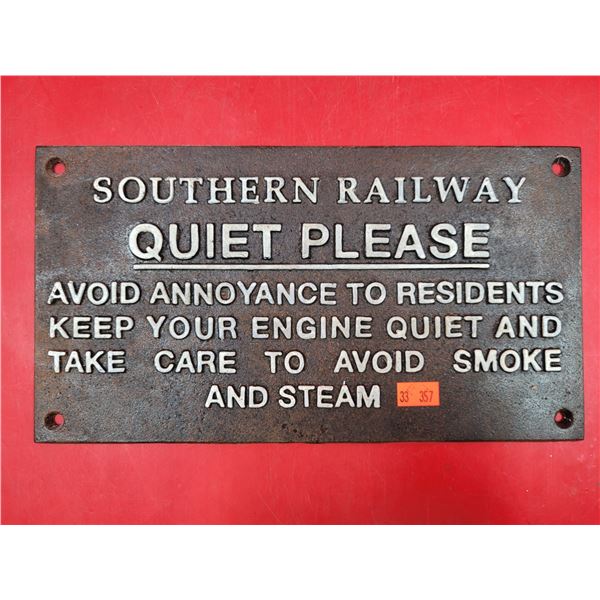 SOUTHERN RAILWAY
QUIET PLEASE
AVOID ANNOYANCE TO RESIDENTS
KEEP YOUR ENGINE QUIET AND
TAKE CARE TO AVOID SMOKE
AND STEAM 33 357